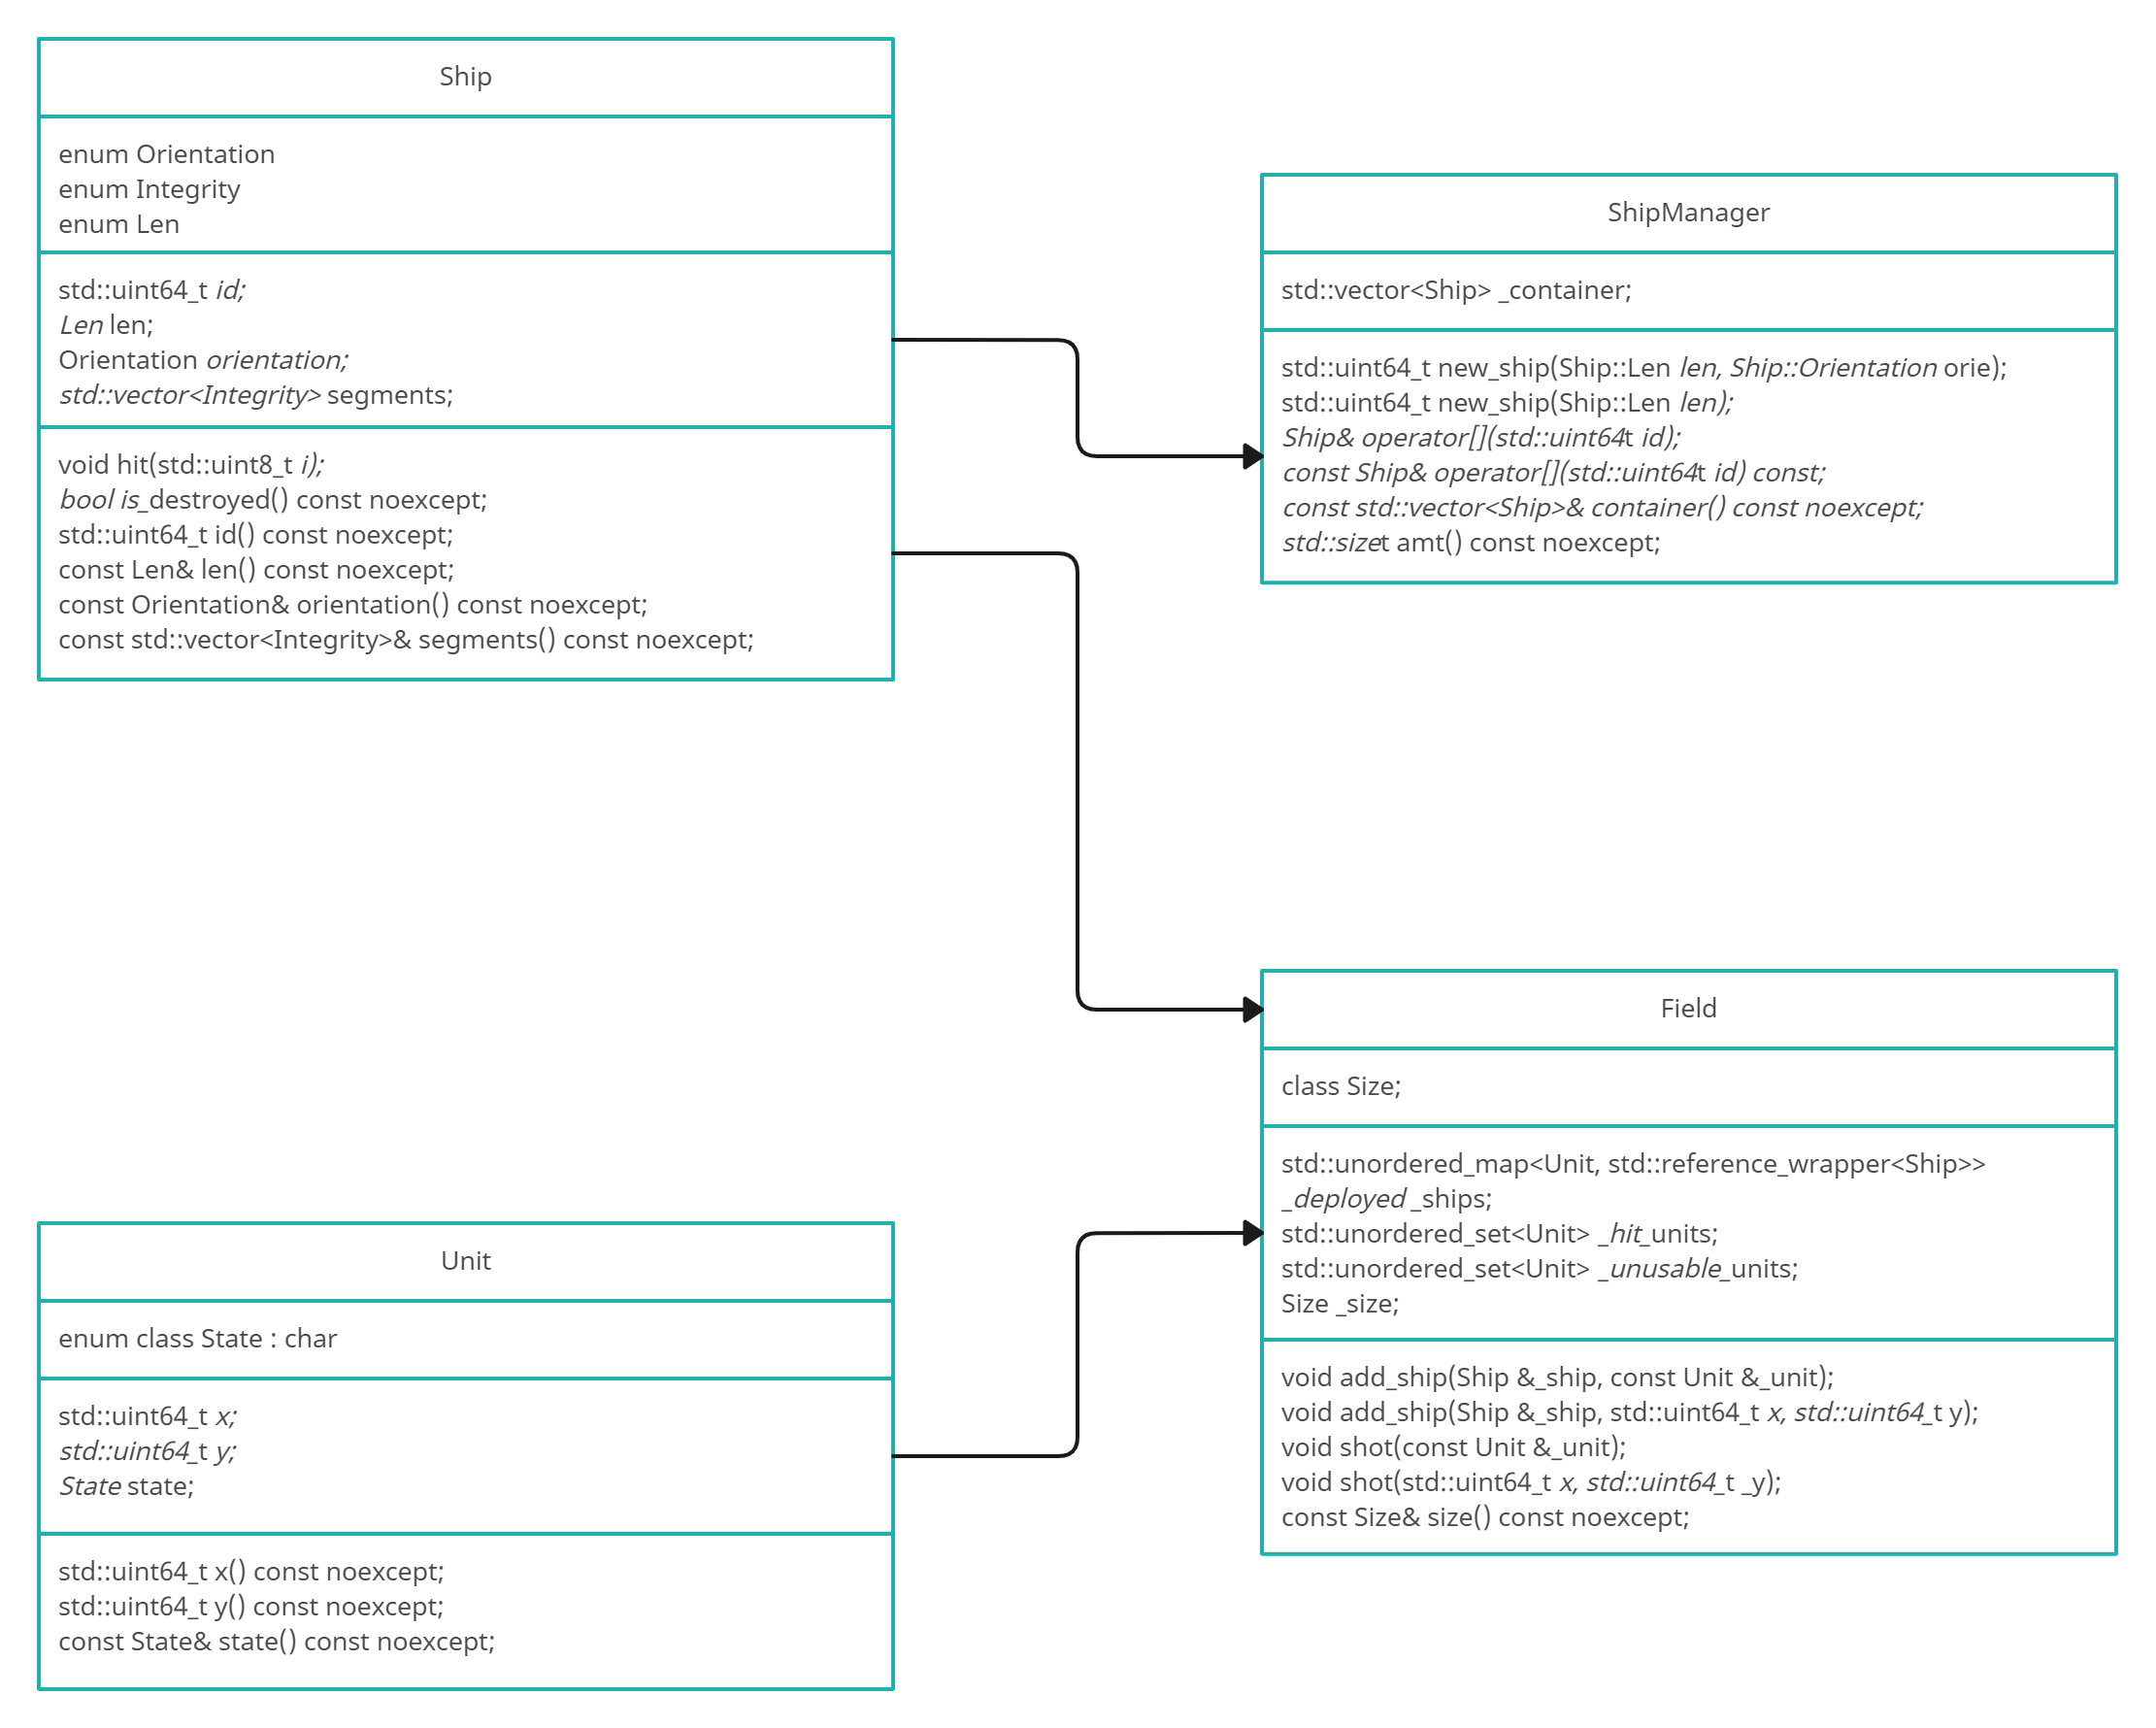 Ship
enum Orientation
enum Integrity
enum Len
std::uint64_t id;
Len len;
Orientation orientation;
std::vector<Integrity> segments;
void hit(std::uint8_t i);
bool is_destroyed() const noexcept;
std::uint64_t id() const noexcept;
const Len& len() const noexcept;
const Orientation& orientation() const noexcept;
const std::vector<Integrity>& segments() const noexcept;
ShipManager
std::vector<Ship> _container;
std::uint64_t new_ship(Ship::Len len, Ship::Orientation orie);
std::uint64_t new_ship(Ship::Len len);
Ship& operator[](std::uint64t id);
const Ship& operator[](std::uint64t id) const;
const std::vector<Ship>& container() const noexcept;
std::sizet amt() const noexcept;
Field
class Size;
std::unordered_map<Unit, std::reference_wrapper<Ship>>
_deployed _ships;
std::unordered_set<Unit> _hit_units;
std::unordered_set<Unit> _unusable_units;
Size _size;
void add_ship(Ship &_ship, const Unit &_unit);
void add_ship(Ship &_ship, std::uint64_t x, std::uint64_t y);
void shot(const Unit &_unit);
void shot(std::uint64_t x, std::uint64_t _y);
const Size& size() const noexcept;
Unit
enum class State : char
std::uint64_t x;
std::uint64_t y;
State state;
std::uint64_t x() const noexcept;
std::uint64_t y() const noexcept;
const State& state() const noexcept;